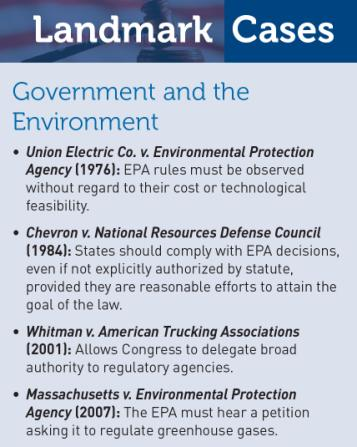 Landmark Cases
Government and the
Environment
• Union Electric Co. v. Environmental Protection
Agency (1976): EPA rules must be observed
without regard to their cost or technological
feasibility.
• Chevron v. National Resources Defense Council
(1984): States should comply with EPA decisions,
even if not explicitly authorized by statute,
provided they are reasonable efforts to attain the
goal of the law.
• Whitman v. American Trucking Associations
(2001): Allows Congress to delegate broad
authority to regulatory agencies.
• Massachusetts v. Environmental Protection
Agency (2007): The EPA must hear a petition
asking it to regulate greenhouse gases.